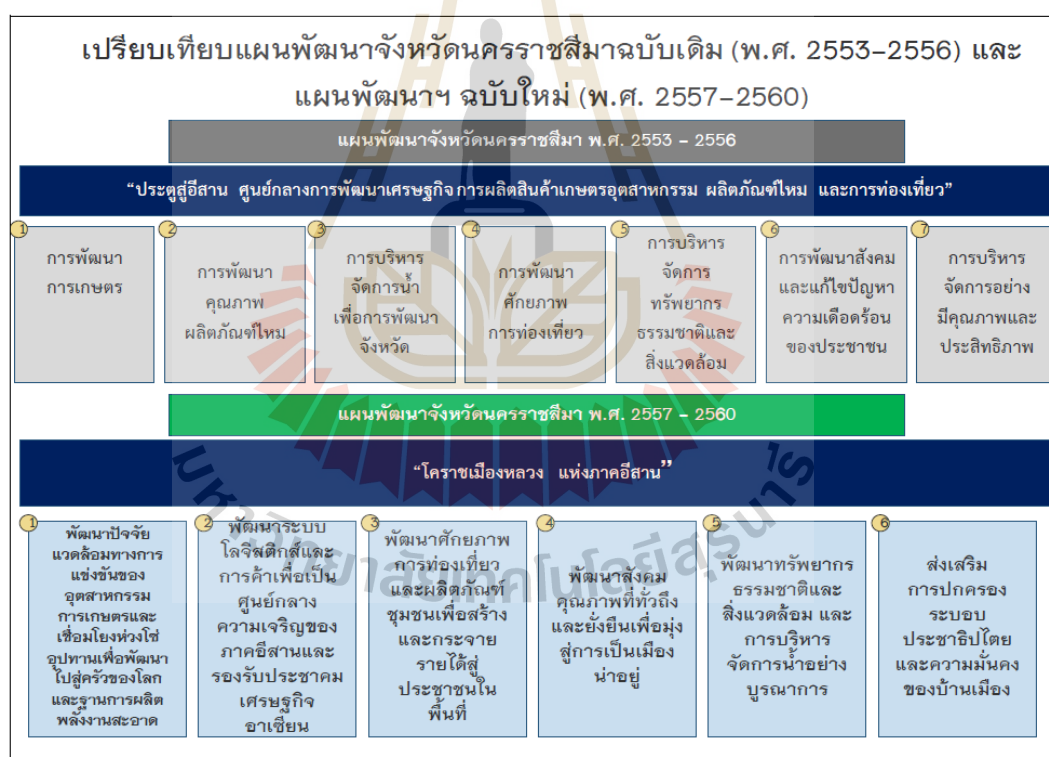 เปรียบเทียบแผนพัฒนาจังหวัดนครราชสีมาฉบับเดิม (พ.ศ. 2553–2556) และ
แผนพัฒนาฯ ฉบับใหม่ (พ.ศ. 2557–2560)
แผนพัฒนาจังหวัดนครราชสีมา พ.ศ. 2553 – 2556
“ประตูสู่อีสาน ศูนย์กลางการพัฒนาเศรษฐกิจ การผลิตสินค้าเกษตรอุตสาหกรรม ผลิตภัณฑ์ไหม และการท่องเที่ยว”
1
การพัฒนา
การเกษตร
2
การพัฒนา
คุณภาพ
ผลิตภัณฑ์ไหม
3
การบริหาร
จัดการน้ำ
เพื่อการพัฒนา
จังหวัด
4
การพัฒนา
ศักยภาพ
การท่องเที่ยว
5
การบริหาร
จัดการ
ทรัพยากร
ธรรมชาติและ
สิ่งแวดล้อม
6
การพัฒนาสังคม
และแก้ไขปัญหา
ความเดือดร้อน
ของประชาชน
7
การบริหาร
จัดการอย่าง
มีคุณภาพและ
ประสิทธิภาพ
แผนพัฒนาจังหวัดนครราชสีมา พ.ศ. 2557 – 2560
“โคราชเมืองหลวง แห่งภาคอีสาน”
1
พัฒนาปัจจัย
แวดล้อมทางการ
แข่งขันของ
อุตสาหกรรม
การเกษตรและ
เชื่อมโยงห่วงโซ่
อุปทานเพื่อพัฒนา
ไปสู่ครัวของโลก
และฐานการผลิต
พลังงานสะอาด
2
พัฒนาระบบ
โลจิสติกส์และ
การค้าเพื่อเป็น
ศูนย์กลาง
ความเจริญของ
ภาคอีสานและ
รองรับประชาคม
เศรษฐกิจ
อาเซียน
3
พัฒนาศักยภาพ
การท่องเที่ยว
และผลิตภัณฑ์
ชุมชนเพื่อสร้าง
และกระจาย
รายได้สู่
ประชาชนใน
พื้นที่
4
พัฒนาสังคม
คุณภาพที่ทั่วถึง
และยั่งยืนเพื่อมุ่ง
สู่การเป็นเมือง
น่าอยู่
5
พัฒนาทรัพยากร
ธรรมชาติและ
สิ่งแวดล้อม และ
การบริหาร
จัดการน้ำอย่าง
บูรณาการ
6
ส่งเสริม
การปกครอง
ระบอบ
ประชาธิปไตย
และความมั่นคง
ของบ้านเมือง
มหาวิทยาลัยเทคโนโลยีสุรนารี